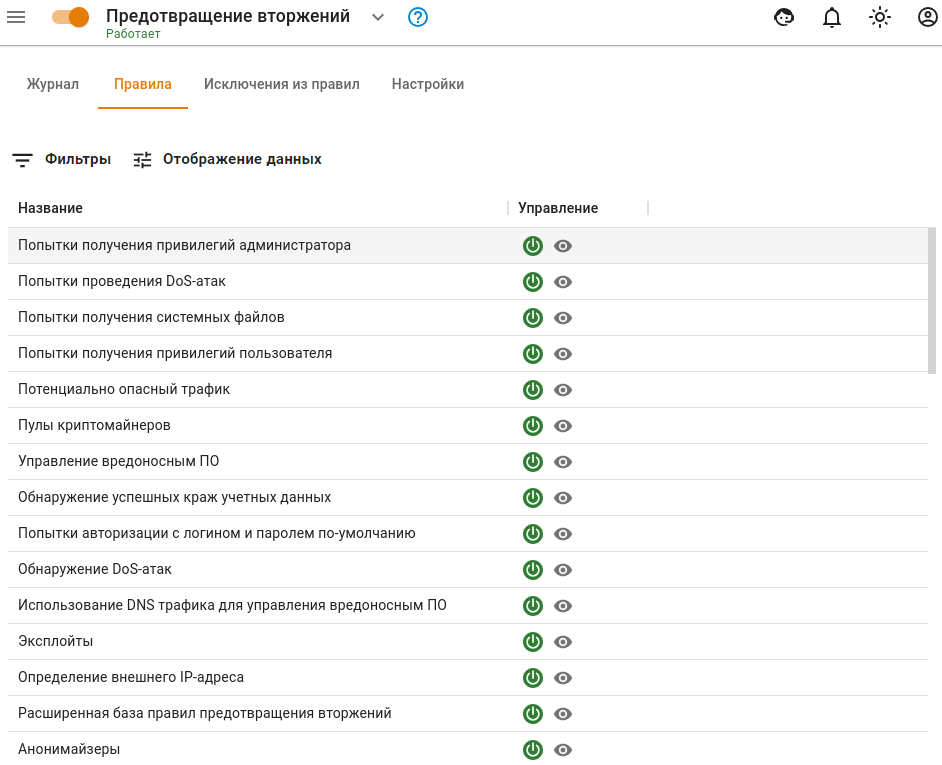 Предотвращение вторжений
Работает
Журнал Правила Исключения из правил Настройки
Фильтры Отображение данных
Название Управление
Попытки получения привилегий администратора
Попытки проведения DoS-атак
Попытки получения системных файлов
Попытки получения привилегий пользователя
Потенциально опасный трафик
Пулы криптомайнеров
Управление вредоносным ПО
Обнаружение успешных краж учетных данных
Попытки авторизации с логином и паролем по-умолчанию
Обнаружение DoS-атак
Использование DNS трафика для управления вредоносным ПО
Эксплойты
Определение внешнего IP-адреса
Расширенная база правил предотвращения вторжений
Анонимайзеры